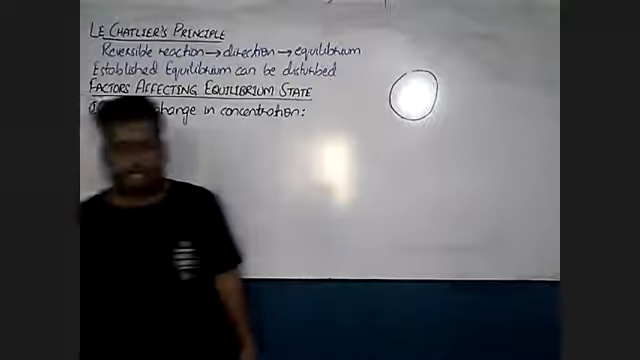 LE CHATLIER'S PRINCIPLE
Reversible reaction → direction → equilibrium
Established Equilibrium can be disturbed
FACTORS AFFECTING EQUILIBRIUM STATE
change in concentration: